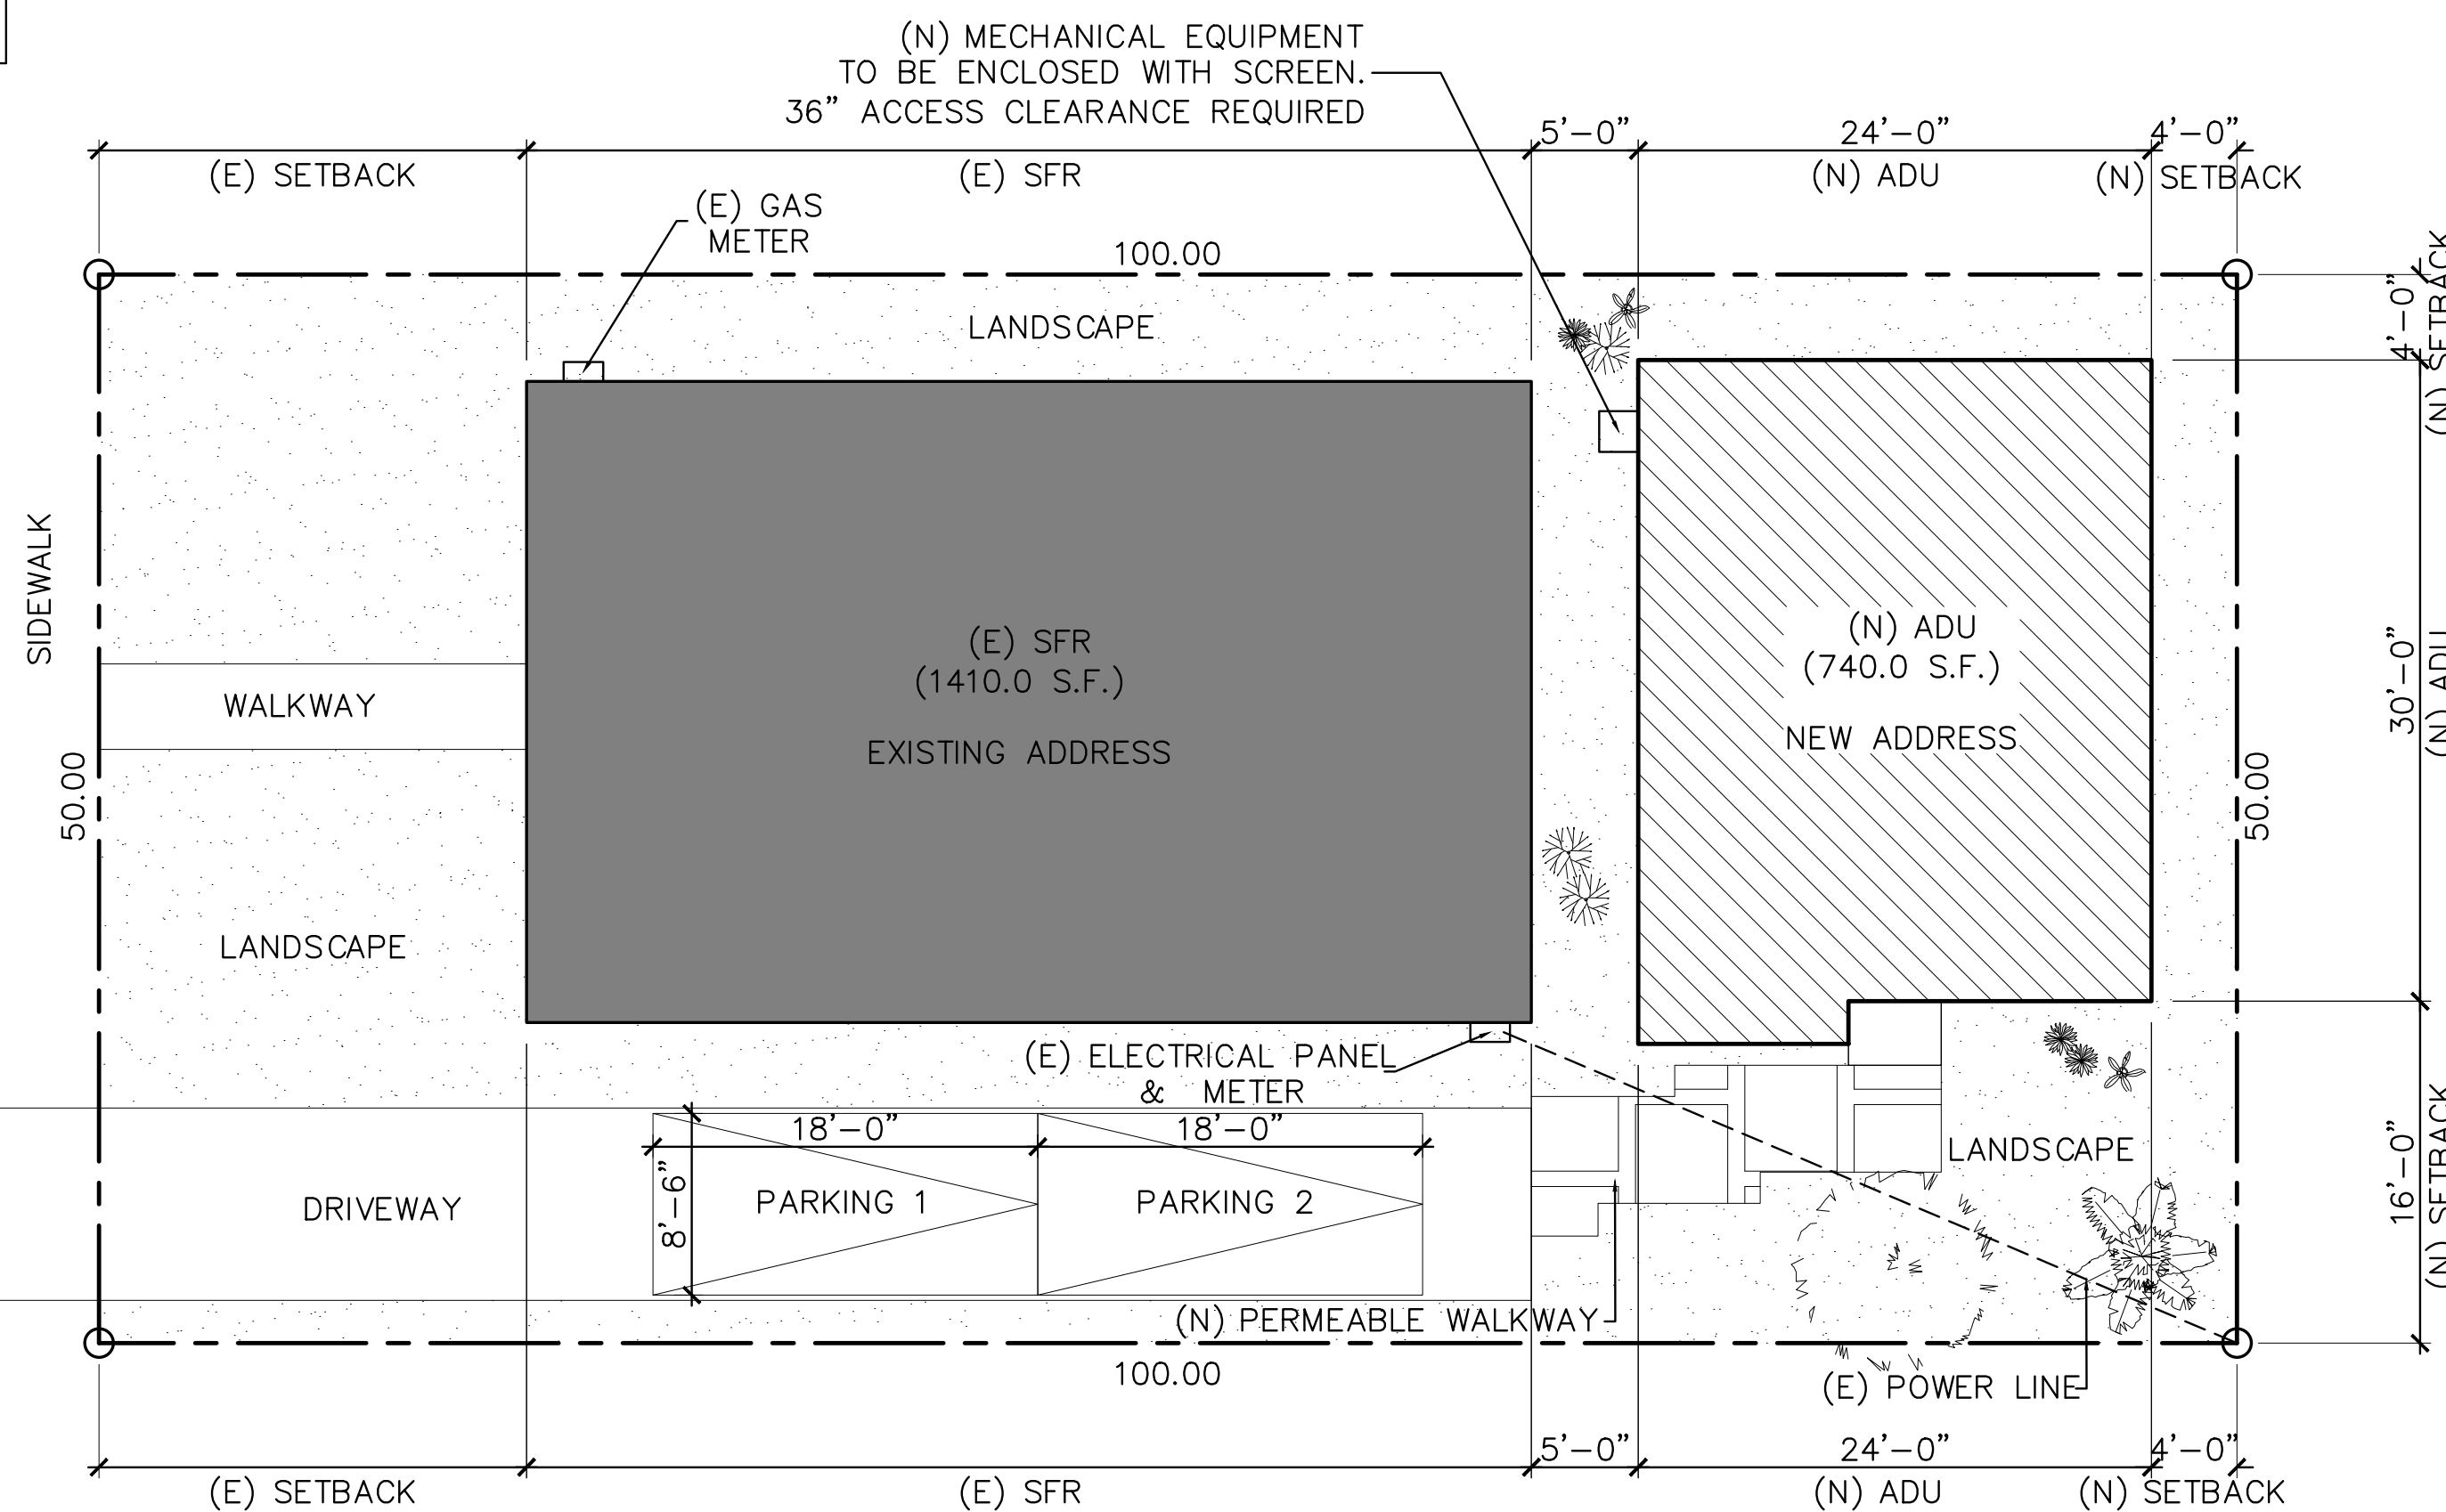 (N) MECHANICAL EQUIPMENT
TO BE ENCLOSED WITH SCREEN.
36” ACCESS CLEARANCE REQUIRED
5’-0”
24’-0”
4’-0”
(E) SETBACK
(E) SFR
(N) ADU
(N) SETBACK
(E) GAS
METER
100.00
LANDSCAPE
4’-0”
(N) SETBACK
SIDEWALK
WALKWAY
(E) SFR
(1410.0 S.F.)
EXISTING ADDRESS
(N) ADU
(740.0 S.F.)
NEW ADDRESS
30’-0”
(N) ADU
50.00
50.00
LANDSCAPE
(E) ELECTRICAL PANEL
& METER
18’-0”
18’-0”
8’-6”
DRIVEWAY
PARKING 1
PARKING 2
LANDSCAPE
16’-0”
(N) SETBACK
(N) PERMEABLE WALKWAY
100.00
(E) POWER LINE
5’-0”
24’-0”
4’-0”
(E) SETBACK
(E) SFR
(N) ADU
(N) SETBACK